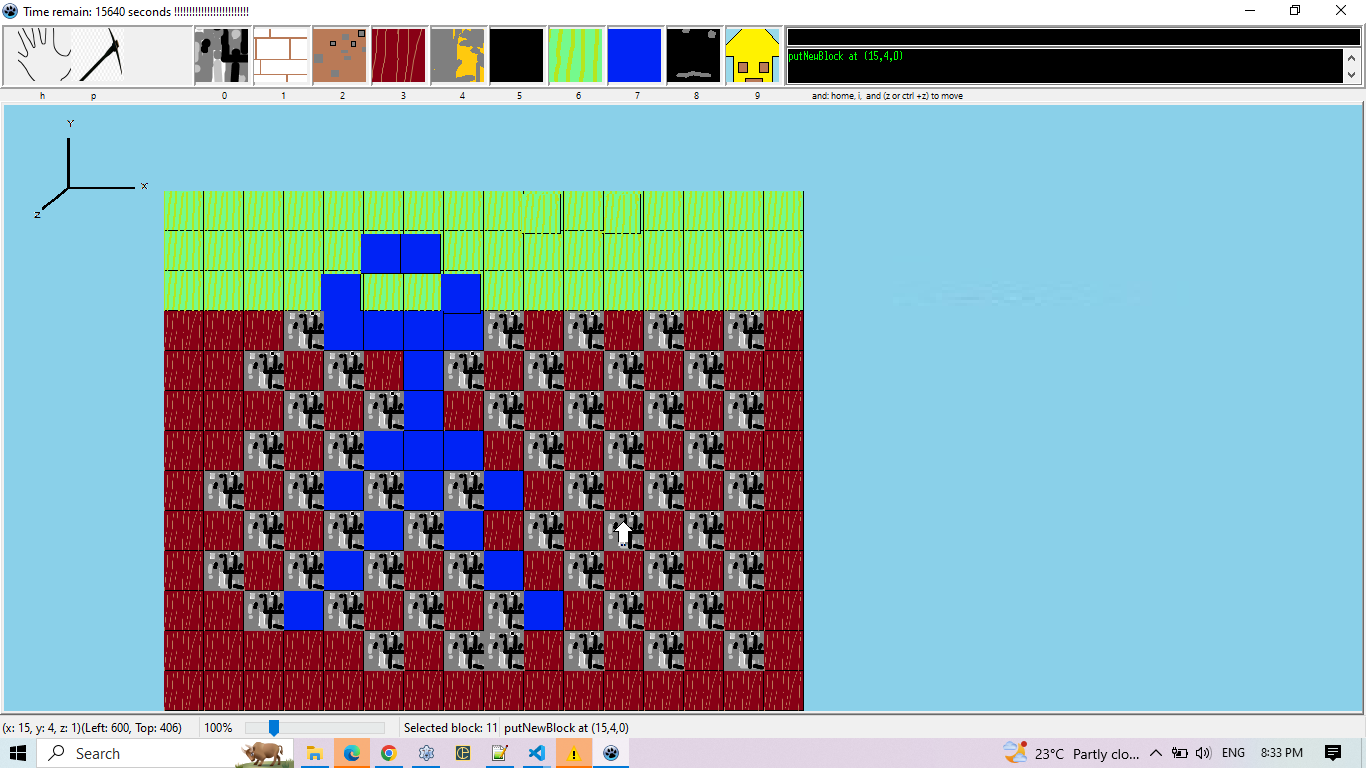 Time remain: 15640 seconds !!!!!!!!!!!!!!!!!!!!!!!!!
putNewBlock at (15,4,0)
h p 0 1 2 3 4 5 6 7 8 9 and: home, i, and (z or ctrl +z) to move
Y
X
Z
(x: 15, y: 4, z: 1)(Left: 600, Top: 406) 100% Selected block: 11 putNewBlock at (15,4,0)
Search 23°C Partly clo... ENG 8:33 PM